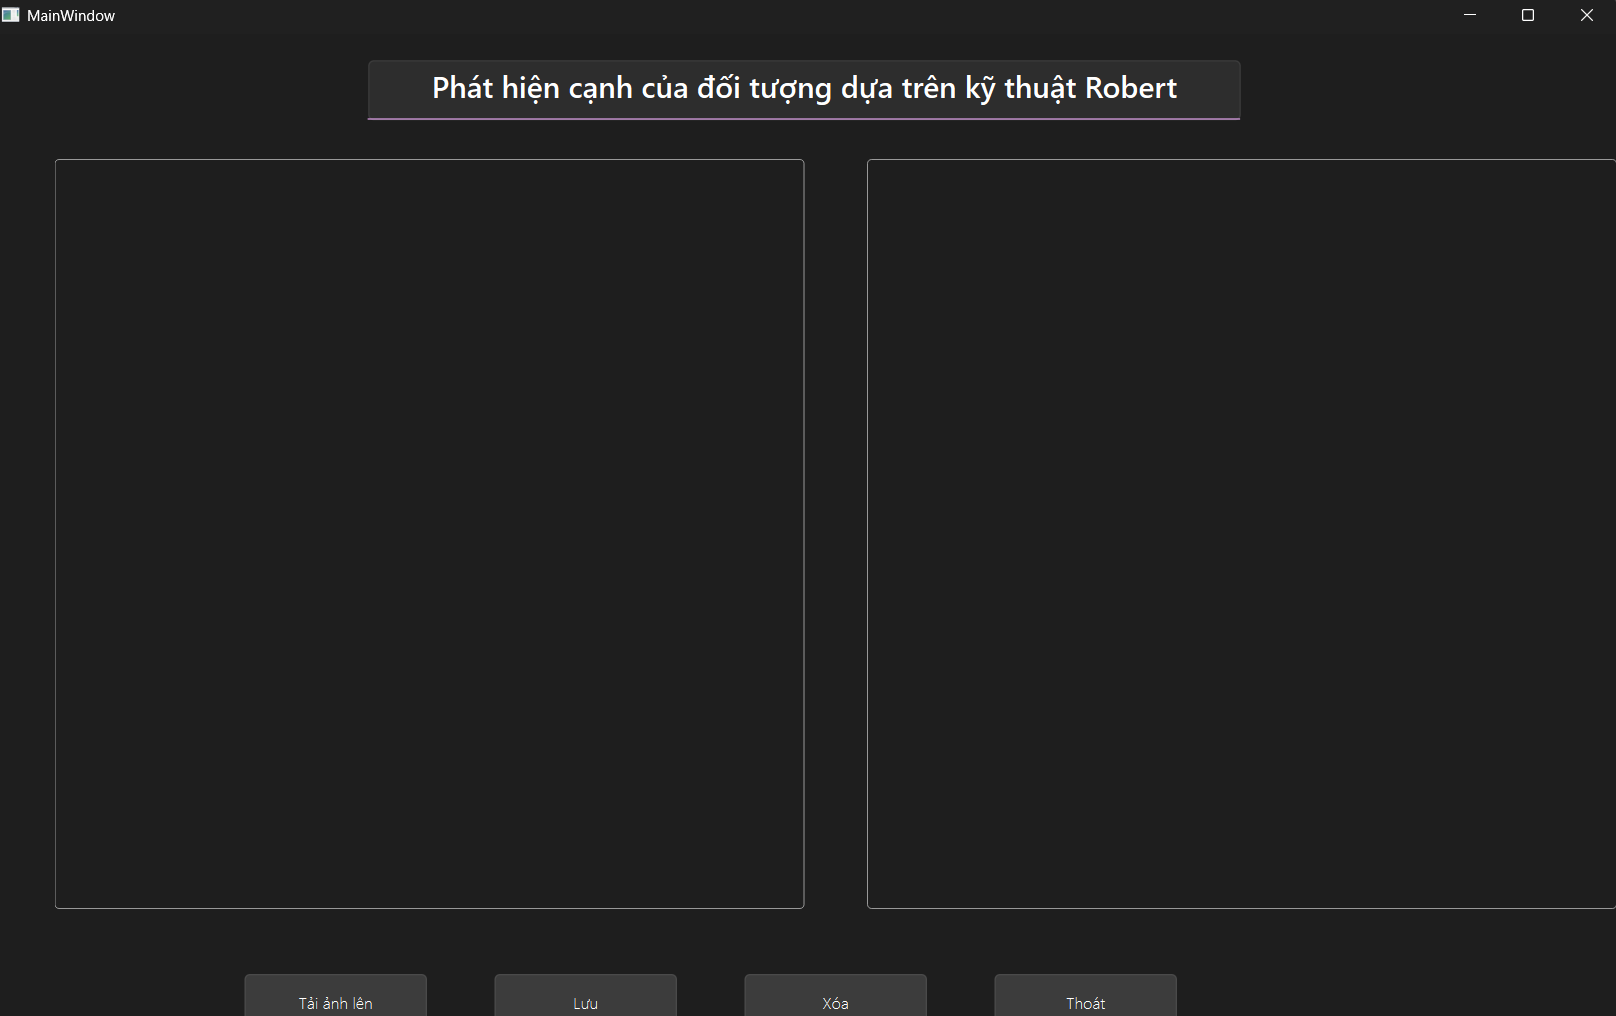 MainWindow
Phát hiện cạnh của đối tượng dựa trên kỹ thuật Robert
Tải ảnh lên
Lưu
Xóa
Thoát